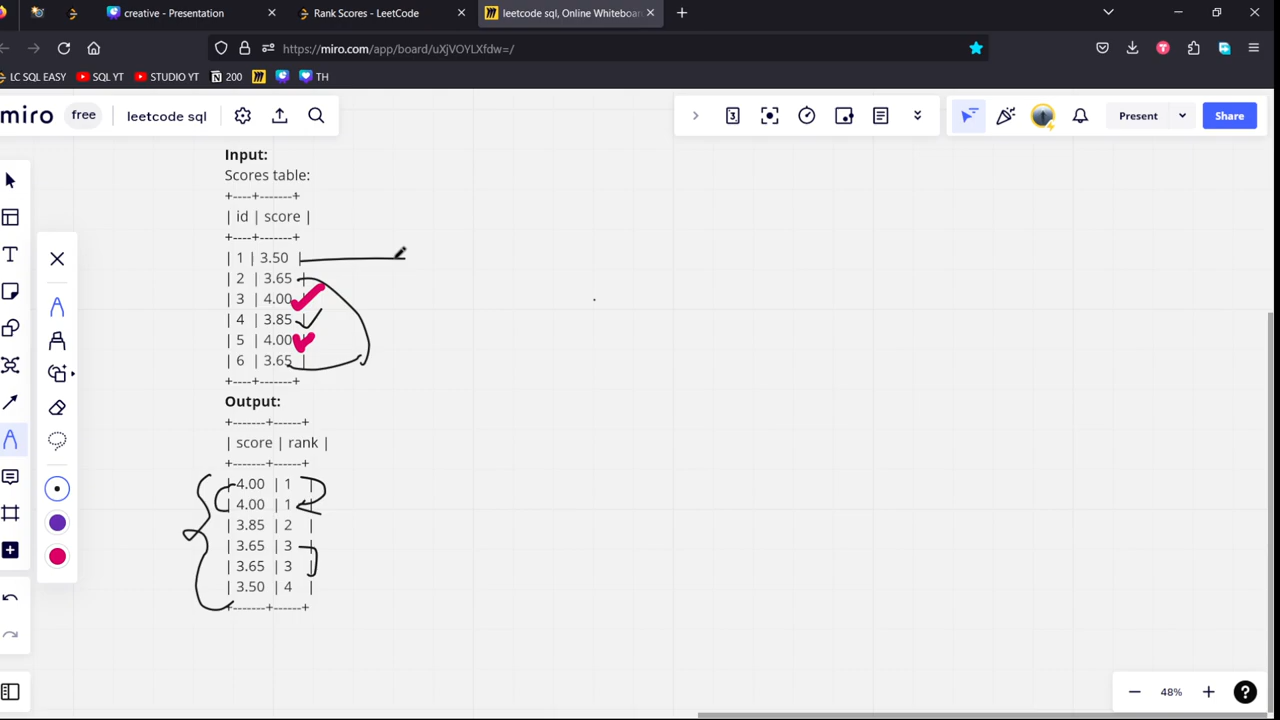 creative - Presentation
Rank Scores - LeetCode
leetcode sql, Online Whiteboar
https://miro.com/app/board/uXjVOYLXfdw=/
LC SQL EASY
SQL YT
STUDIO YT
200
TH
miro
free
leetcode sql
Present
Share
Input:
Scores table:
+----+-------+
| id | score |
+----+-------+
| 1 | 3.50 |
| 2 | 3.65 |
| 3 | 4.00 |
| 4 | 3.85 |
| 5 | 4.00 |
| 6 | 3.65 |
+----+-------+
Output:
+-------+------+
| score | rank |
+-------+------+
| 4.00 | 1 |
| 4.00 | 1 |
| 3.85 | 2 |
| 3.65 | 3 |
| 3.65 | 3 |
| 3.50 | 4 |
+-------+------+
48%